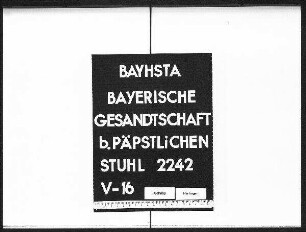 BAYHSTA
BAYERISCHE
GESANDTSCHAFT
b. PÄPSTLiCHEN
STUHL 2242
V-16